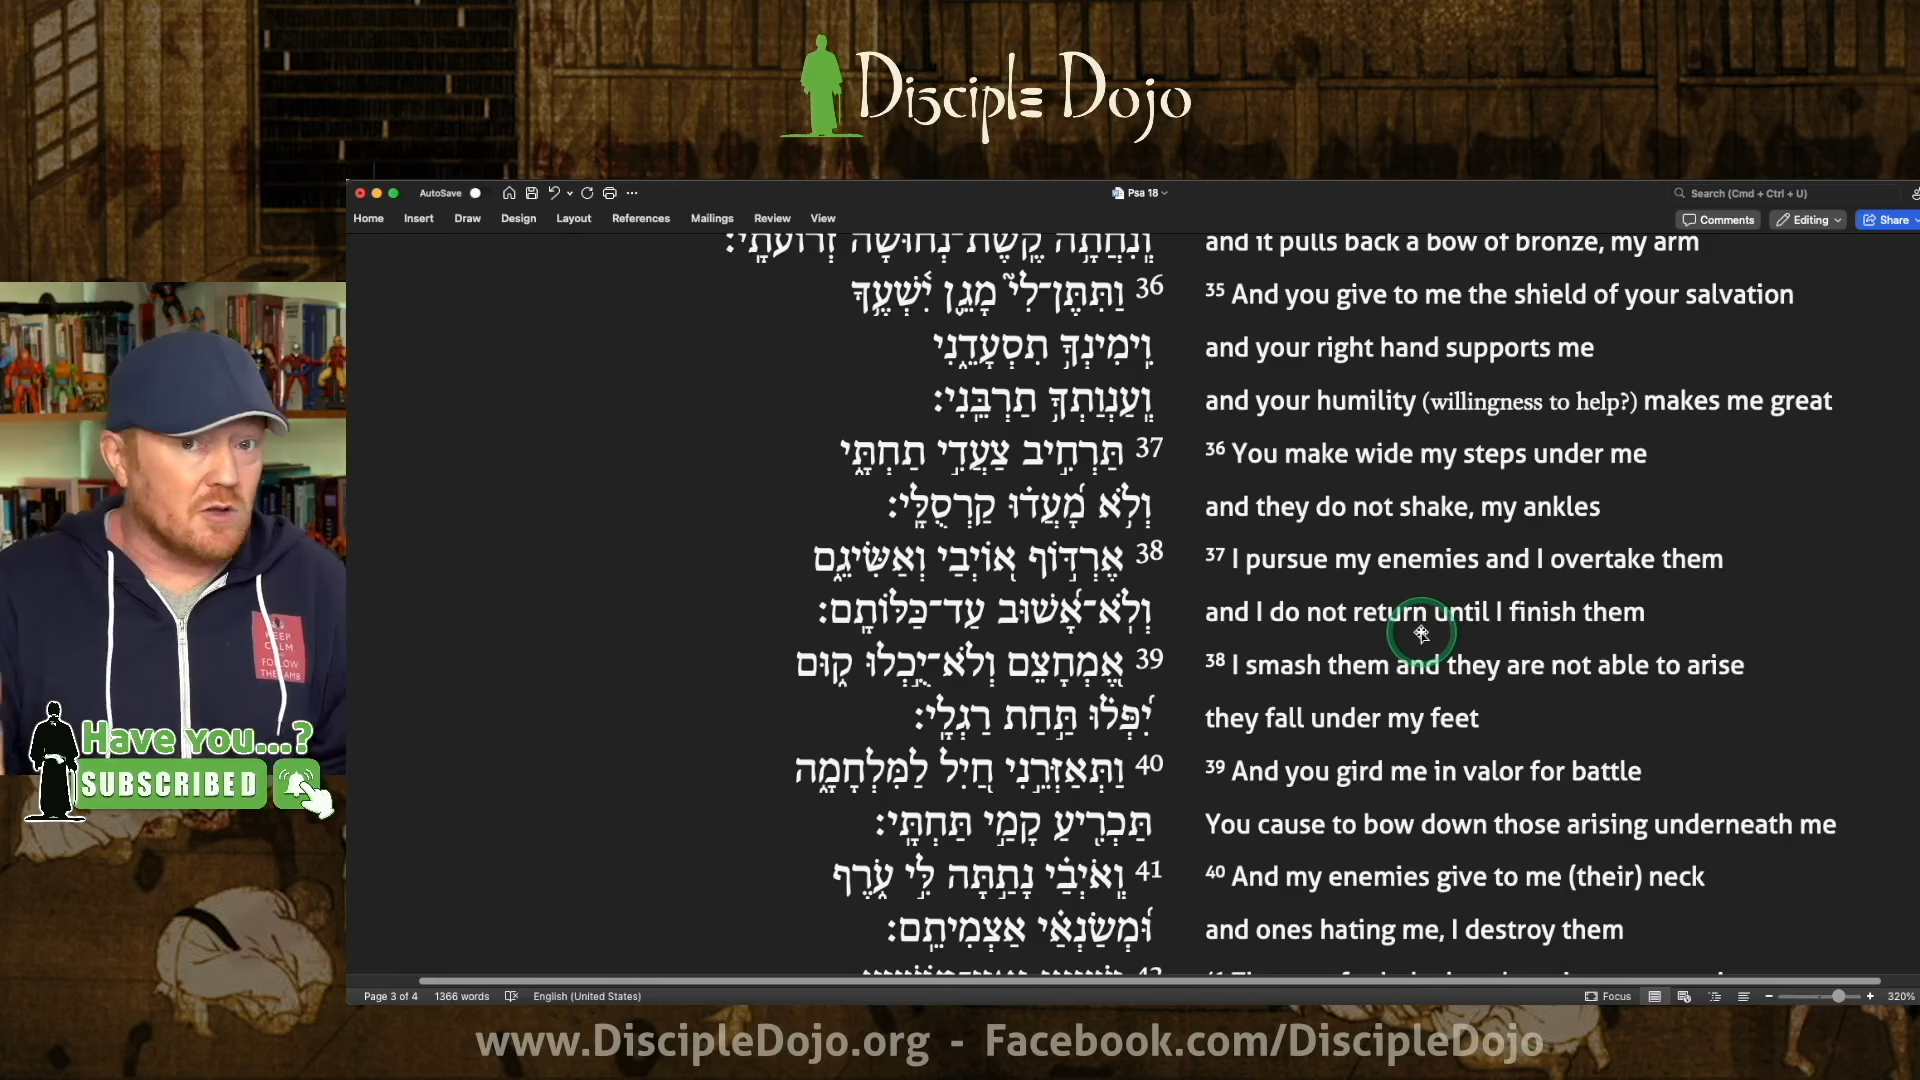 Disciple Dojo
AutoSave
Psa 18
Search (Cmd + Ctrl + U)
Home Insert Draw Design Layout References Mailings Review View
Comments Editing Share
וְֽנִחֲתָ֥ה קֶֽשֶׁת־נְ֝חוּשָׁ֗ה זְרוֹעֹתָֽי׃ and it pulls back a bow of bronze, my arm
36 וַתִּתֶּן־לִי֮ מָגֵ֪ן יִ֫שְׁעֶ֥ךָ 35 And you give to me the shield of your salvation
וִֽימִינְךָ֥ תִסְעָדֵ֑נִי and your right hand supports me
וְֽעַנְוַתְךָ֥ תַרְבֵּֽנִי׃ and your humility (willingness to help?) makes me great
37 תַּרְחִ֣יב צַעֲדִ֣י תַחְתָּ֑י 36 You make wide my steps under me
וְלֹ֥א מָ֝עֲד֗וּ קַרְסֻלָּֽי׃ and they do not shake, my ankles
38 אֶרְדּ֣וֹף א֭וֹיְבַי וְאַשִּׂיגֵ֑ם 37 I pursue my enemies and I overtake them
וְלֹֽא־אָ֝שׁוּב עַד־כַּלּוֹתָֽם׃ and I do not return until I finish them
39 אֶ֭מְחָצֵם וְלֹא־יֻ֣כְלוּ ק֑וּם 38 I smash them and they are not able to arise
יִ֝פְּל֗וּ תַּ֣חַת רַגְלָֽי׃ they fall under my feet
40 וַתְּאַזְּרֵ֣נִי חַ֭יִל לַמִּלְחָמָ֑ה 39 And you gird me in valor for battle
תַּכְרִ֖יעַ קָמַ֣י תַּחְתָּֽי׃ You cause to bow down those arising underneath me
41 וְֽאֹיְבַ֗י נָתַ֣תָּה לִּ֣י עֹ֑רֶף 40 And my enemies give to me (their) neck
וּ֝מְשַׂנְאַ֗י אַצְמִיתֵֽם׃ and ones hating me, I destroy them
Page 3 of 4 1366 words English (United States) Focus 320%
KEEP
CALM
FOLLOW
THE LAMB
Have you...?
SUBSCRIBED
www.DiscipleDojo.org - Facebook.com/DiscipleDojo